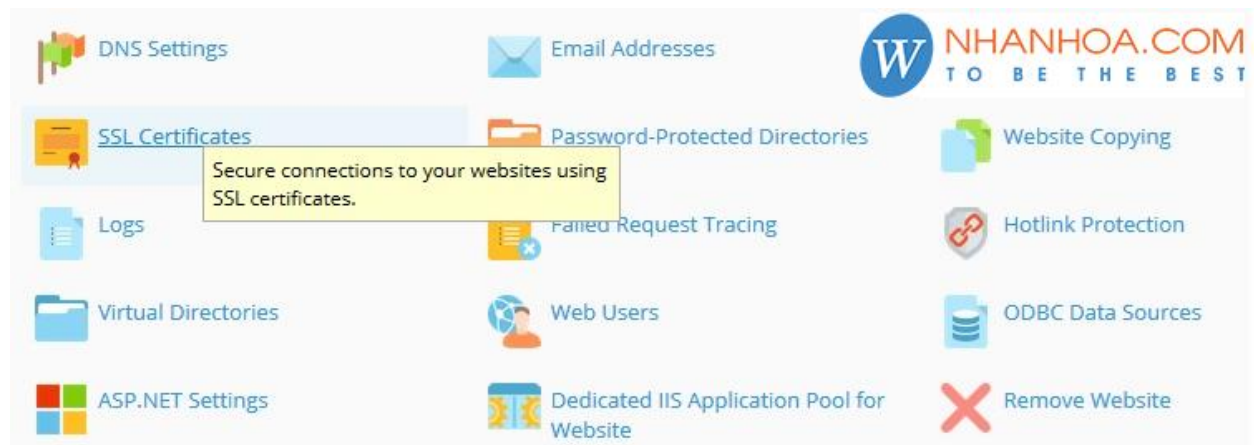 DNS Settings
Email Addresses
W NHANHOA.COM
TO BE THE BEST
SSL Certificates
Password-Protected Directories
Website Copying
Secure connections to your websites using
SSL certificates.
Logs
Failed Request Tracing
Hotlink Protection
Virtual Directories
Web Users
ODBC Data Sources
ASP.NET Settings
Dedicated IIS Application Pool for
Website
Remove Website